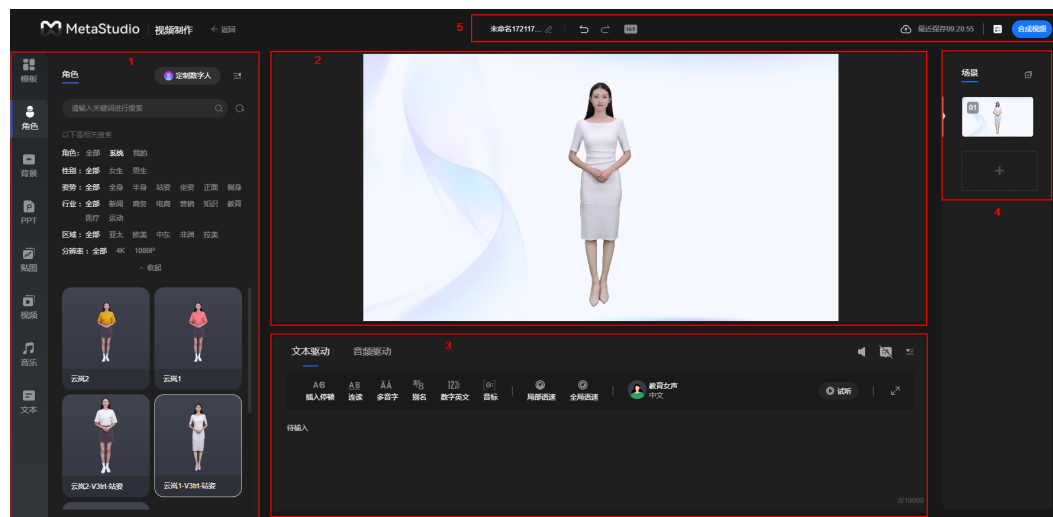 MetaStudio 视频制作 ← 返回
5
未命名172117...
16:9
最近保存09:20:55
合成视频
1
模板
角色
背景
PPT
贴图
视频
音乐
文本
角色
定制数字人
请输入关键词进行搜索
以下是相关搜索
角色： 全部 系统 我的
性别： 全部 女生 男生
姿势： 全部 全身 半身 站姿 坐姿 正面 侧身
行业： 全部 新闻 商务 电商 营销 知识 教育
医疗 运动
区域： 全部 亚太 欧美 中东 非洲 拉美
分辨率： 全部 4K 1080P
收起
云岚2
云岚1
云岚2-V3tt1-站姿
云岚1-V3tt1-站姿
2
3
文本驱动 音频驱动
插入停顿 连读 多音字 别名 数字英文 音标 局部语速 全局语速
教育女声
中文
试听
待输入
0/10000
场景
01
4